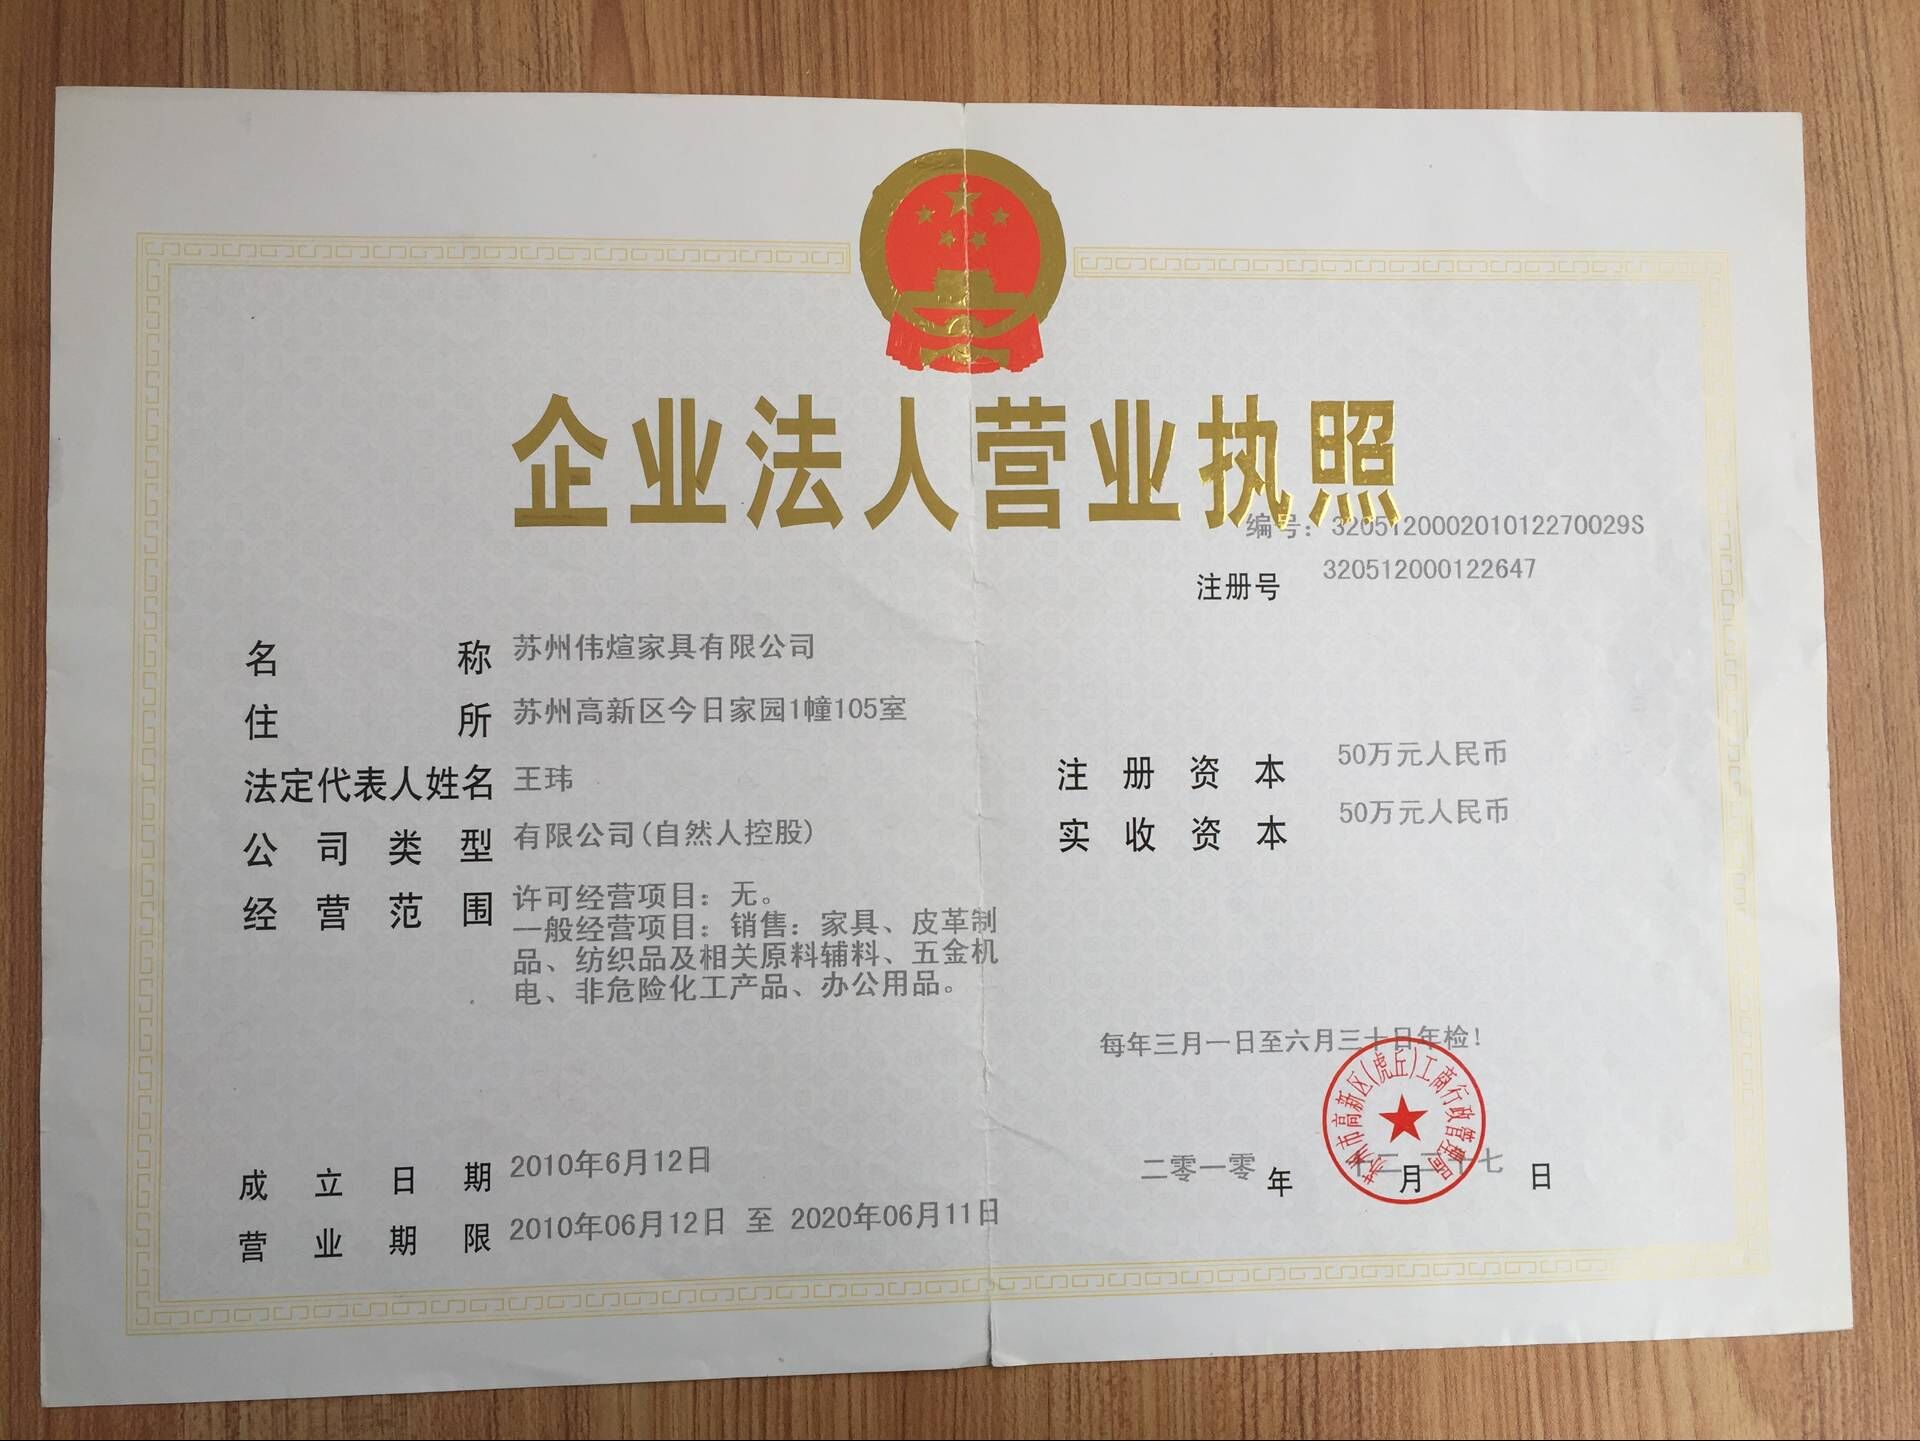 企业法人营业执照
编号: 320512000201012270029S
注册号 320512000122647
名称 苏州伟煊家具有限公司
住所 苏州高新区今日家园1幢105室
法定代表人姓名 王玮
注册资本 50万元人民币
公司类型 有限公司(自然人控股)
实收资本 50万元人民币
经营范围 许可经营项目: 无。
一般经营项目: 销售: 家具、皮革制
品、纺织品及相关原料辅料、五金机
电、非危险化工产品、办公用品。
每年三月一日至六月三十日年检!
苏州市高新区(虎丘)工商行政管理局
成立日期 2010年6月12日
二零一零年十二月二十七日
营业期限 2010年06月12日 至 2020年06月11日